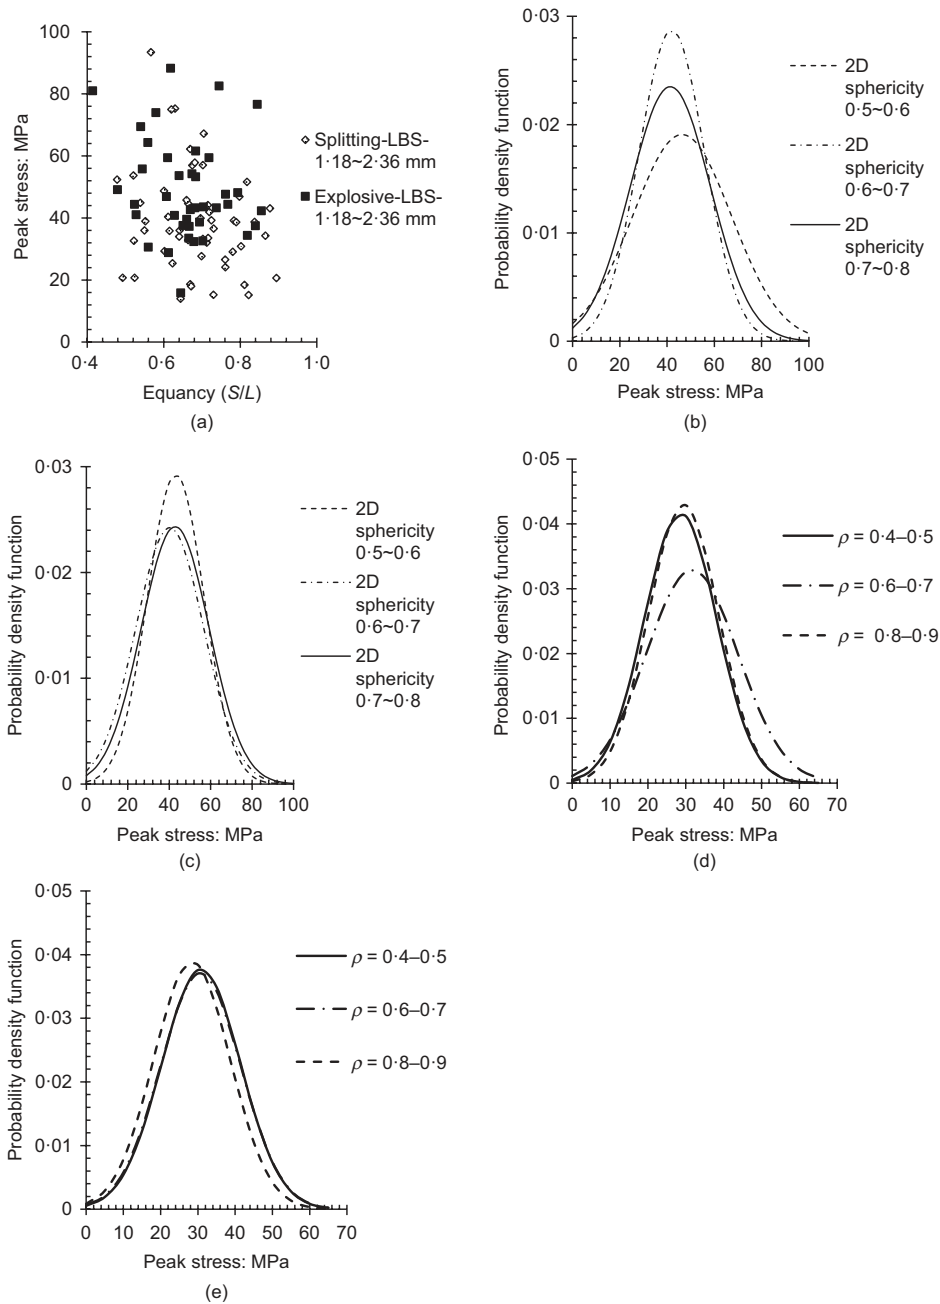 100
80
60
40
20
0
0·4
0·6
0·8
1·0
Peak stress: MPa
Equancy (S/L)
Splitting-LBS-
1·18~2·36 mm
Explosive-LBS-
1·18~2·36 mm
(a)
0·03
0·02
0·01
0
0
20
40
60
80
100
Probability density function
Peak stress: MPa
2D
sphericity
0·5~0·6
2D
sphericity
0·6~0·7
2D
sphericity
0·7~0·8
(b)
0·03
0·02
0·01
0
0
20
40
60
80
100
Probability density function
Peak stress: MPa
2D
sphericity
0·5~0·6
2D
sphericity
0·6~0·7
2D
sphericity
0·7~0·8
(c)
0·05
0·04
0·03
0·02
0·01
0
0
10
20
30
40
50
60
70
Probability density function
Peak stress: MPa
ρ = 0·4–0·5
ρ = 0·6–0·7
ρ = 0·8–0·9
(d)
0·05
0·04
0·03
0·02
0·01
0
0
10
20
30
40
50
60
70
Probability density function
Peak stress: MPa
ρ = 0·4–0·5
ρ = 0·6–0·7
ρ = 0·8–0·9
(e)